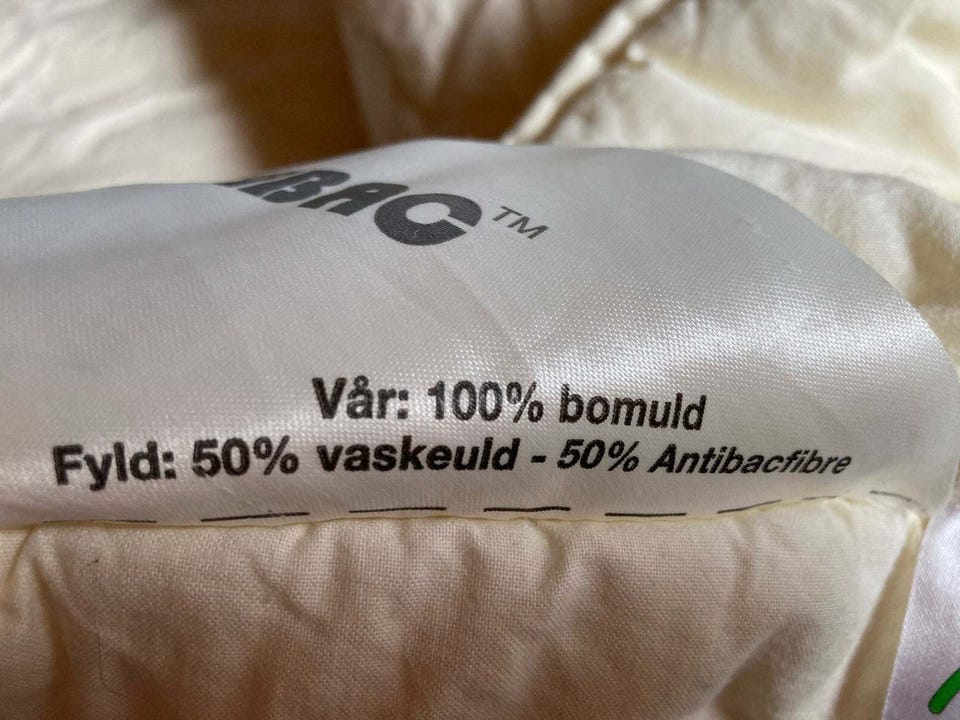 Vår: 100% bomuld
Fyld: 50% vaskeuld - 50% Antibacfibre